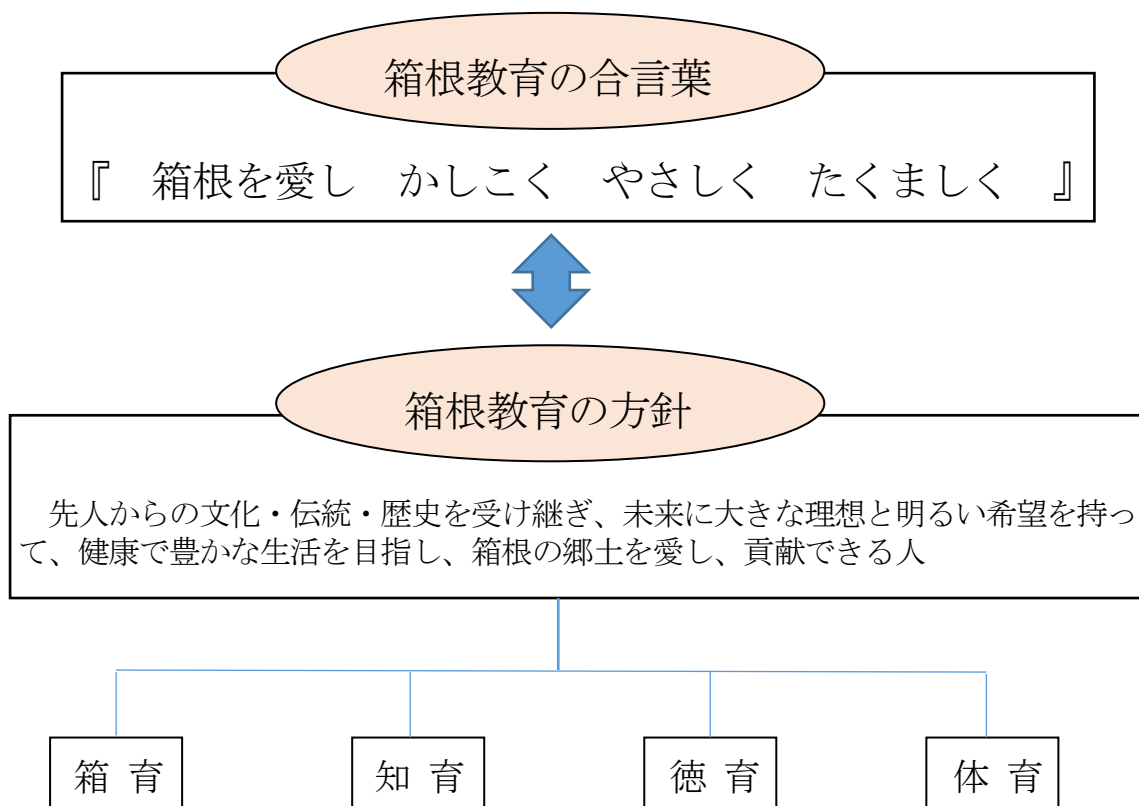 箱根教育の合言葉
『　箱根を愛し　かしこく　やさしく　たくましく　』
箱根教育の方針
　先人からの文化・伝統・歴史を受け継ぎ、未来に大きな理想と明るい希望を持っ
て、健康で豊かな生活を目指し、箱根の郷土を愛し、貢献できる人
箱 育
知 育
徳 育
体 育